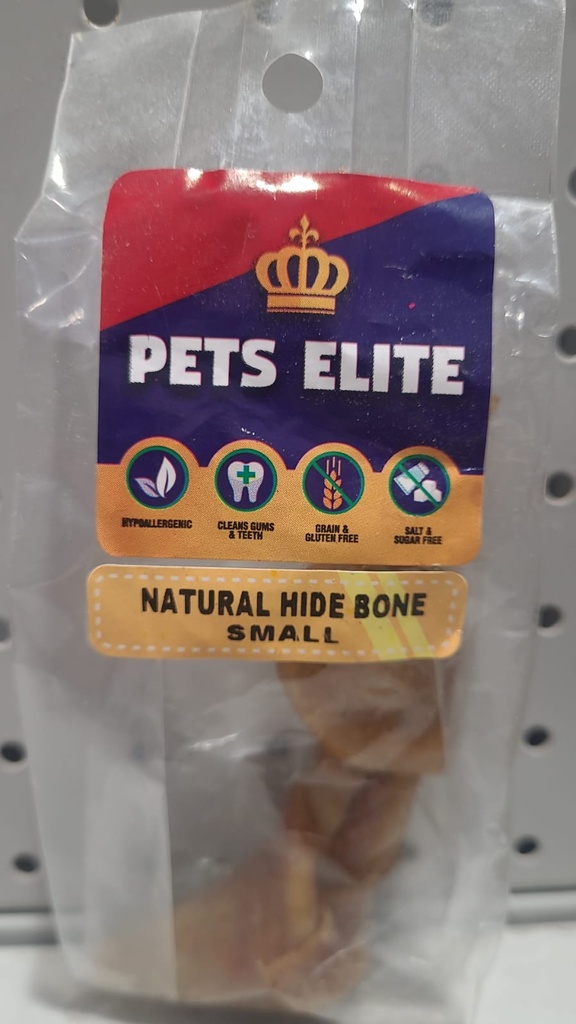 PETS ELITE
HYPOALLERGENIC
CLEANS GUMS
& TEETH
GRAIN &
GLUTEN FREE
SALT &
SUGAR FREE
NATURAL HIDE BONE
SMALL